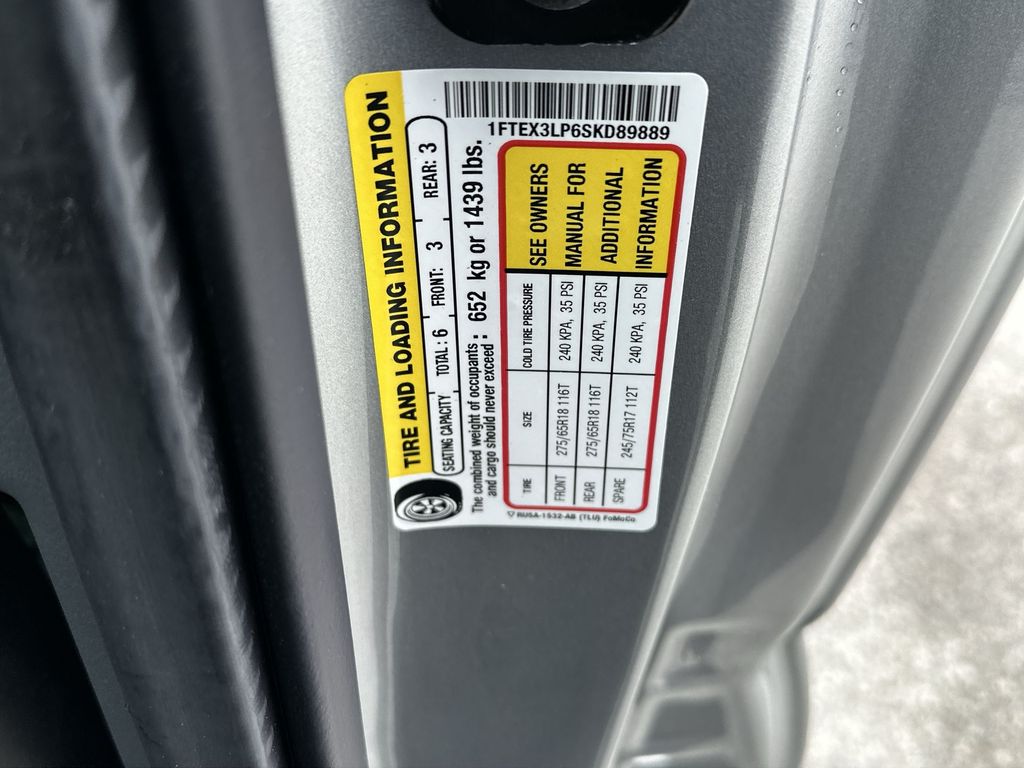 TIRE AND LOADING INFORMATION
SEATING CAPACITY TOTAL: 6 FRONT: 3 REAR: 3
The combined weight of occupants and cargo should never exceed : 652 kg or 1439 lbs.
1FTEX3LP6SKD89889
TIRE SIZE COLD TIRE PRESSURE
FRONT 275/65R18 116T 240 KPA, 35 PSI
REAR 275/65R18 116T 240 KPA, 35 PSI
SPARE 245/75R17 112T 240 KPA, 35 PSI
SEE OWNERS
MANUAL FOR
ADDITIONAL
INFORMATION
RU5A-1532-AB (TLU) FoMoCo